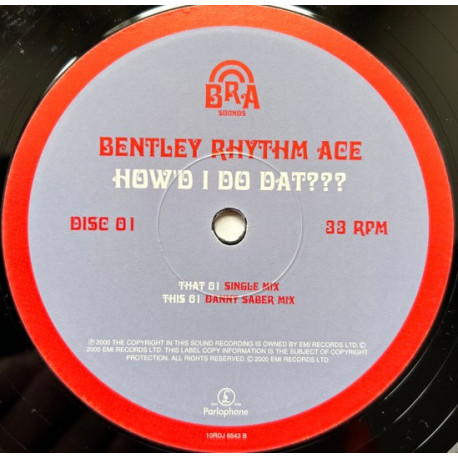 BRA
SOUNDS
BENTLEY RHYTHM ACE
HOW'D I DO DAT???
DISC 01 33 RPM
THAT 01 SINGLE MIX
THIS 01 DANNY SABER MIX
Ⓟ 2000 THE COPYRIGHT IN THIS SOUND RECORDING IS OWNED BY EMI RECORDS LTD. ©
2000 EMI RECORDS LTD. THIS LABEL COPY INFORMATION IS THE SUBJECT OF COPYRIGHT
PROTECTION. ALL RIGHTS RESERVED. © 2000 EMI RECORDS LTD.
Parlophone
10RDJ 6543 B